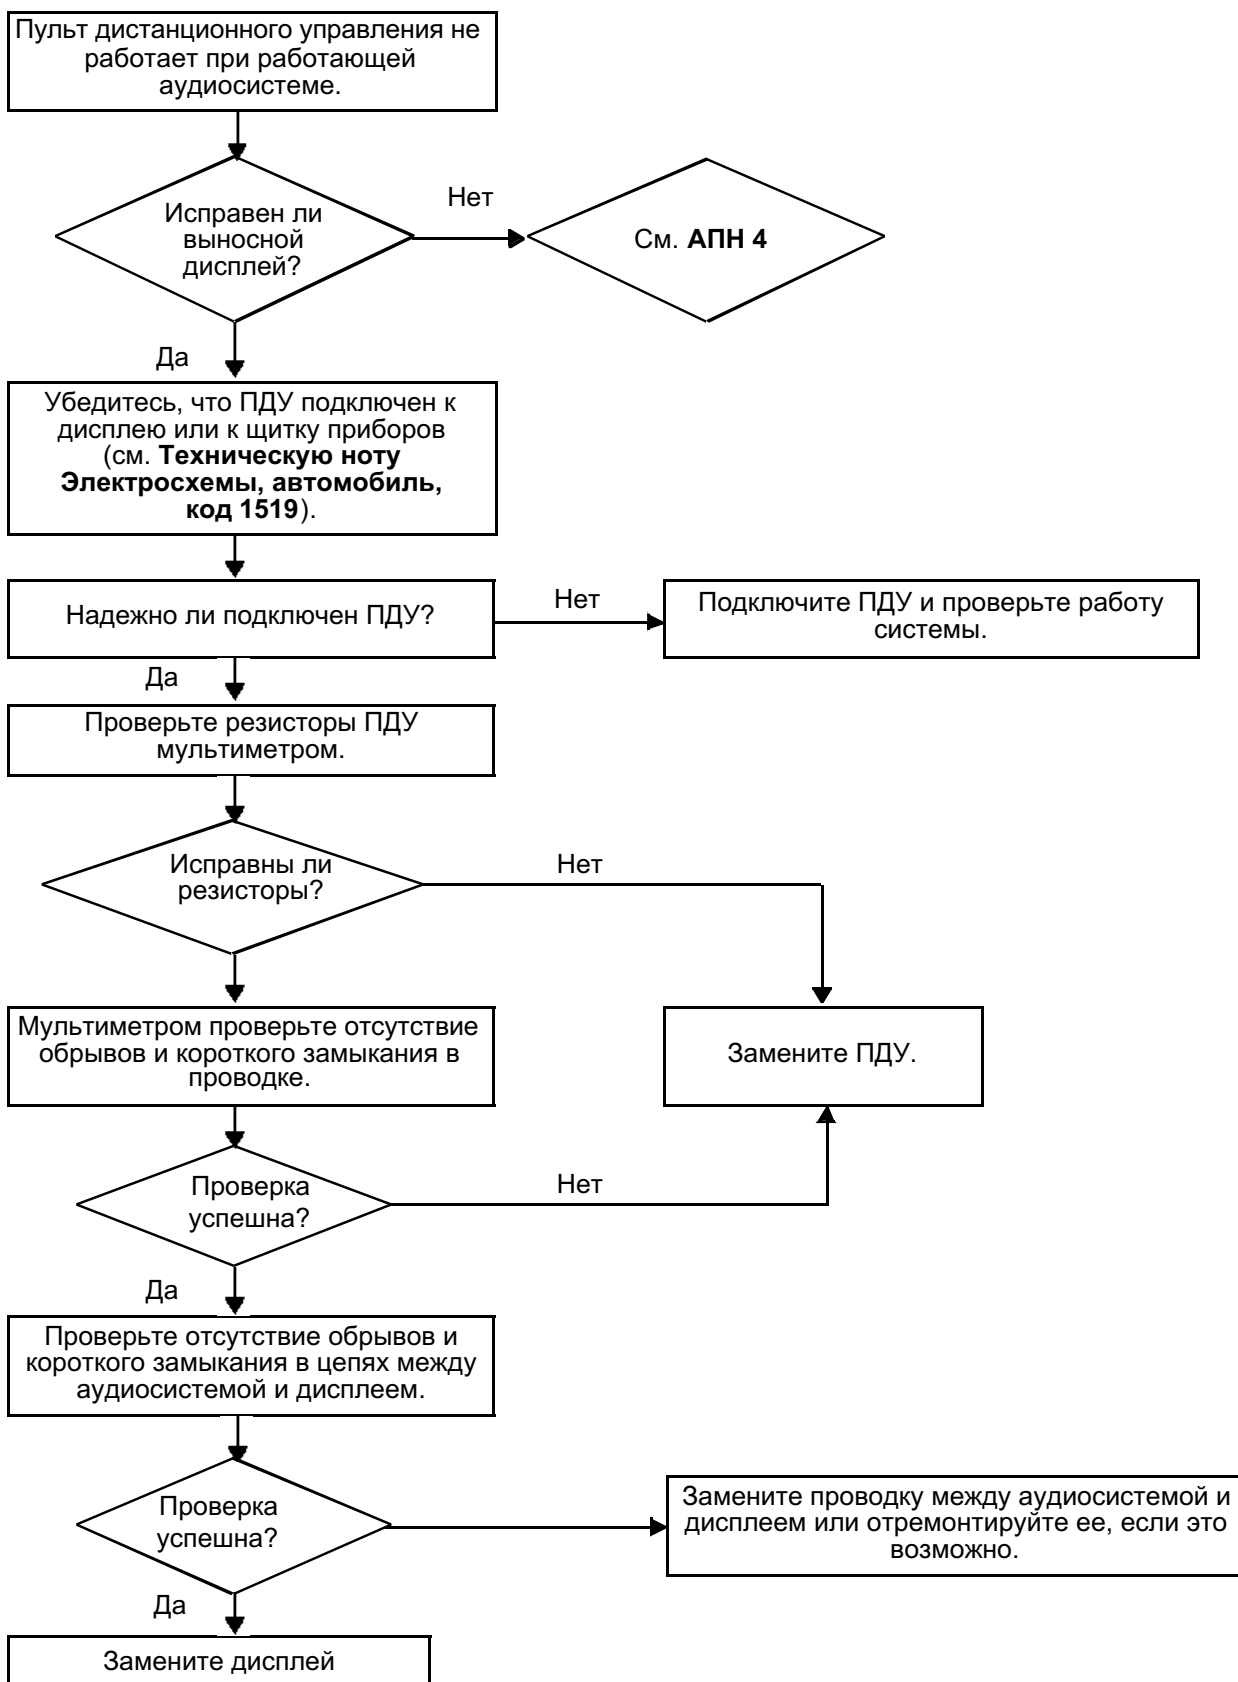 Пульт дистанционного управления не
работает при работающей
аудиосистеме.
Исправен ли
выносной
дисплей?
Нет
См. АПН 4
Да
Убедитесь, что ПДУ подключен к
дисплею или к щитку приборов
(см. Техническую ноту
Электросхемы, автомобиль,
код 1519).
Надежно ли подключен ПДУ?
Нет
Подключите ПДУ и проверьте работу
системы.
Да
Проверьте резисторы ПДУ
мультиметром.
Исправны ли
резисторы?
Нет
Мультиметром проверьте отсутствие
обрывов и короткого замыкания в
проводке.
Замените ПДУ.
Проверка
успешна?
Нет
Да
Проверьте отсутствие обрывов и
короткого замыкания в цепях между
аудиосистемой и дисплеем.
Проверка
успешна?
Замените проводку между аудиосистемой и
дисплеем или отремонтируйте ее, если это
возможно.
Да
Замените дисплей